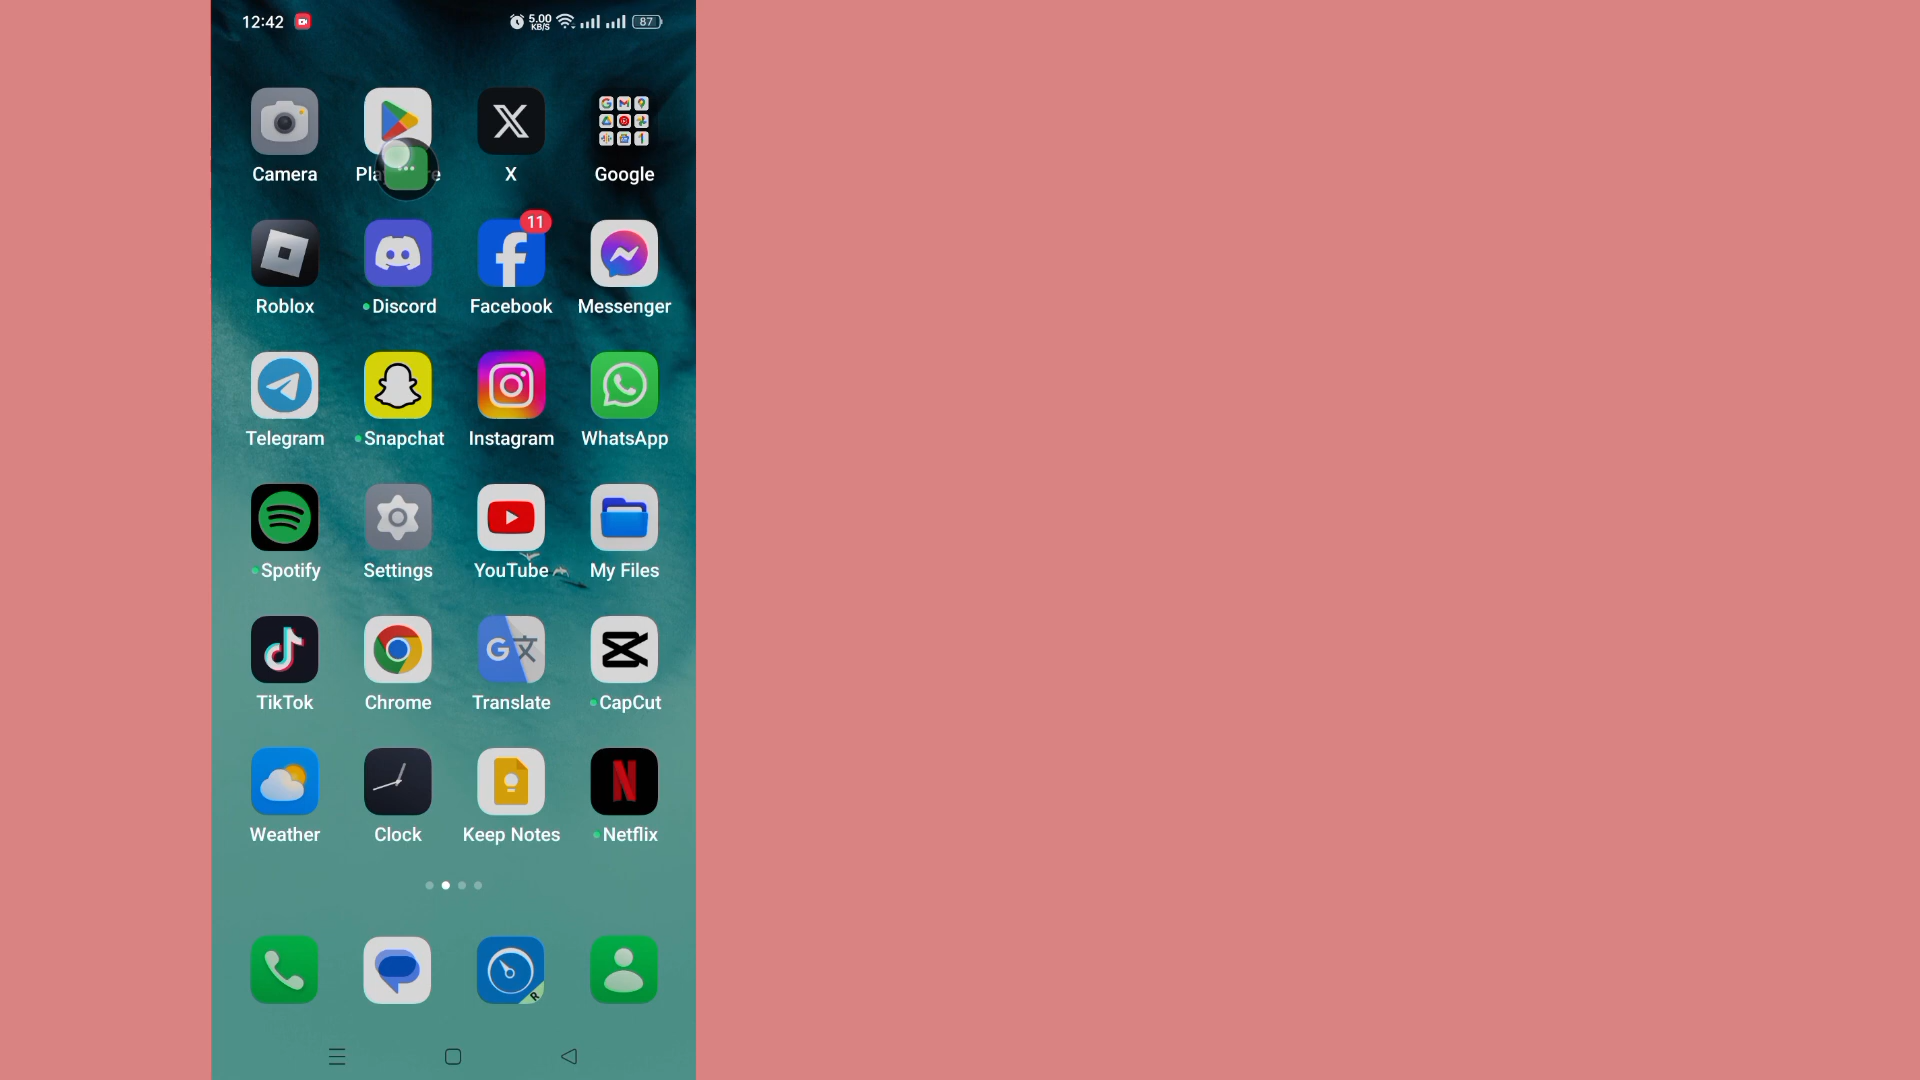 12:42 5.00 KB/S 87
Camera X Google
Roblox Discord Facebook 11 Messenger
Telegram Snapchat Instagram WhatsApp
Spotify Settings YouTube My Files
TikTok Chrome Translate CapCut
Weather Clock Keep Notes Netflix
R